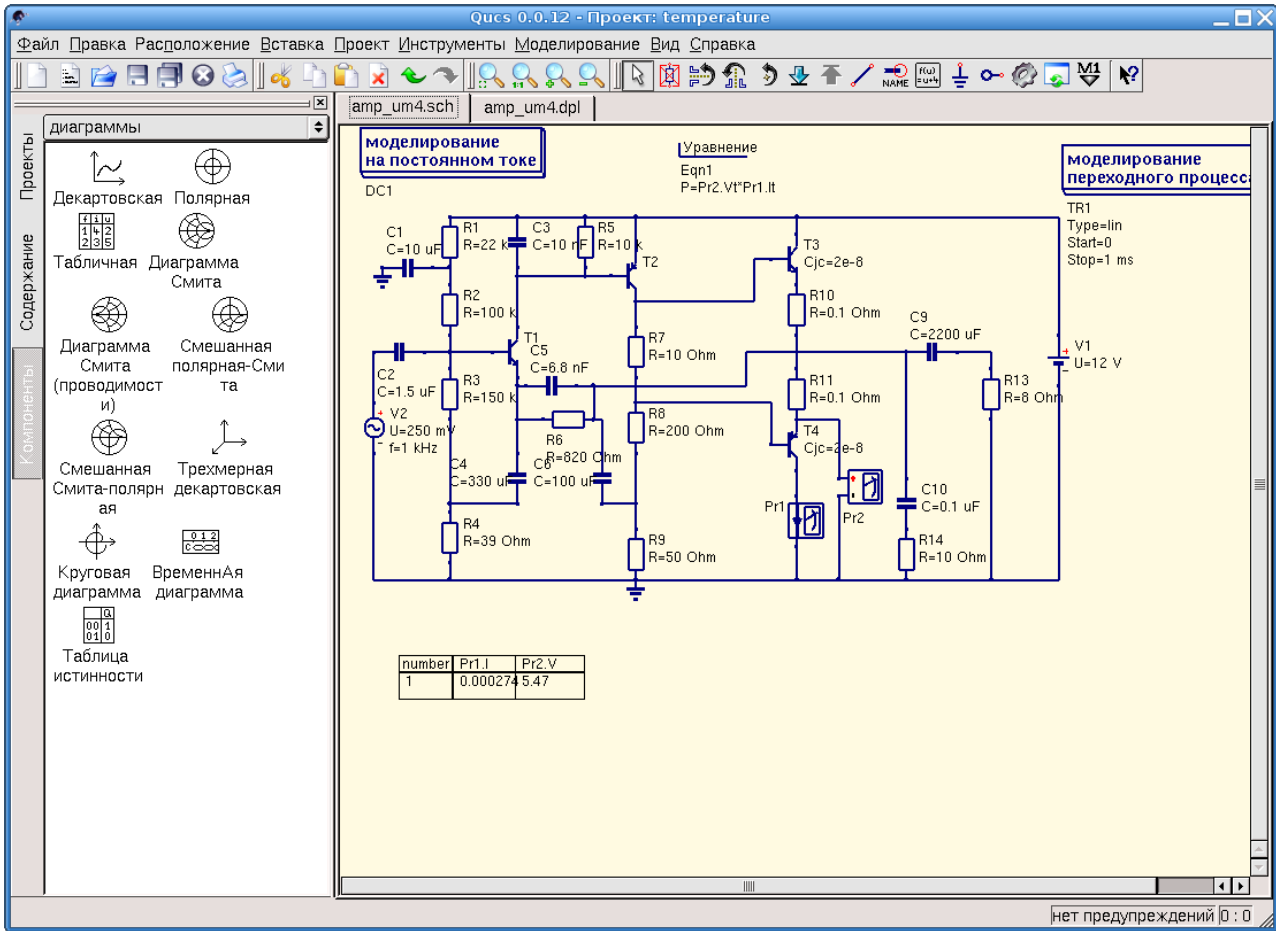 Qucs 0.0.12 - Проект: temperature
Файл Правка Расположение Вставка Проект Инструменты Моделирование Вид Справка
NAME
M1
диаграммы
Проекты
Содержание
Компоненты
Декартовская Полярная
Табличная Диаграмма
Смита
Диаграмма Смешанная
Смита полярная-Сми
(проводимост та
и)
Смешанная Трехмерная
Смита-полярн декартовская
ая
Круговая ВременнАя
диаграмма диаграмма
Таблица
истинности
amp_um4.sch amp_um4.dpl
моделирование
на постоянном токе
DC1
Уравнение
Eqn1
P=Pr2.Vt*Pr1.It
моделирование
переходного процесса
TR1
Type=lin
Start=0
Stop=1 ms
C1
C=10 uF
R1
R=22 k
C3
C=10 nF
R5
R=10 k
T2
T3
Cjc=2e-8
R2
R=100 k
R10
R=0.1 Ohm
C9
C=2200 uF
T1
C5
C=6.8 nF
R7
R=10 Ohm
V1
U=12 V
C2
C=1.5 uF
R3
R=150 k
R11
R=0.1 Ohm
R13
R=8 Ohm
V2
U=250 mV
f=1 kHz
R8
R=200 Ohm
T4
Cjc=2e-8
R6
R=820 Ohm
C4
C=330 uF
C6
C=100 uF
C10
C=0.1 uF
Pr1
Pr2
R4
R=39 Ohm
R9
R=50 Ohm
R14
R=10 Ohm
number Pr1.I Pr2.V
1 0.000274 5.47
нет предупреждений 0 : 0